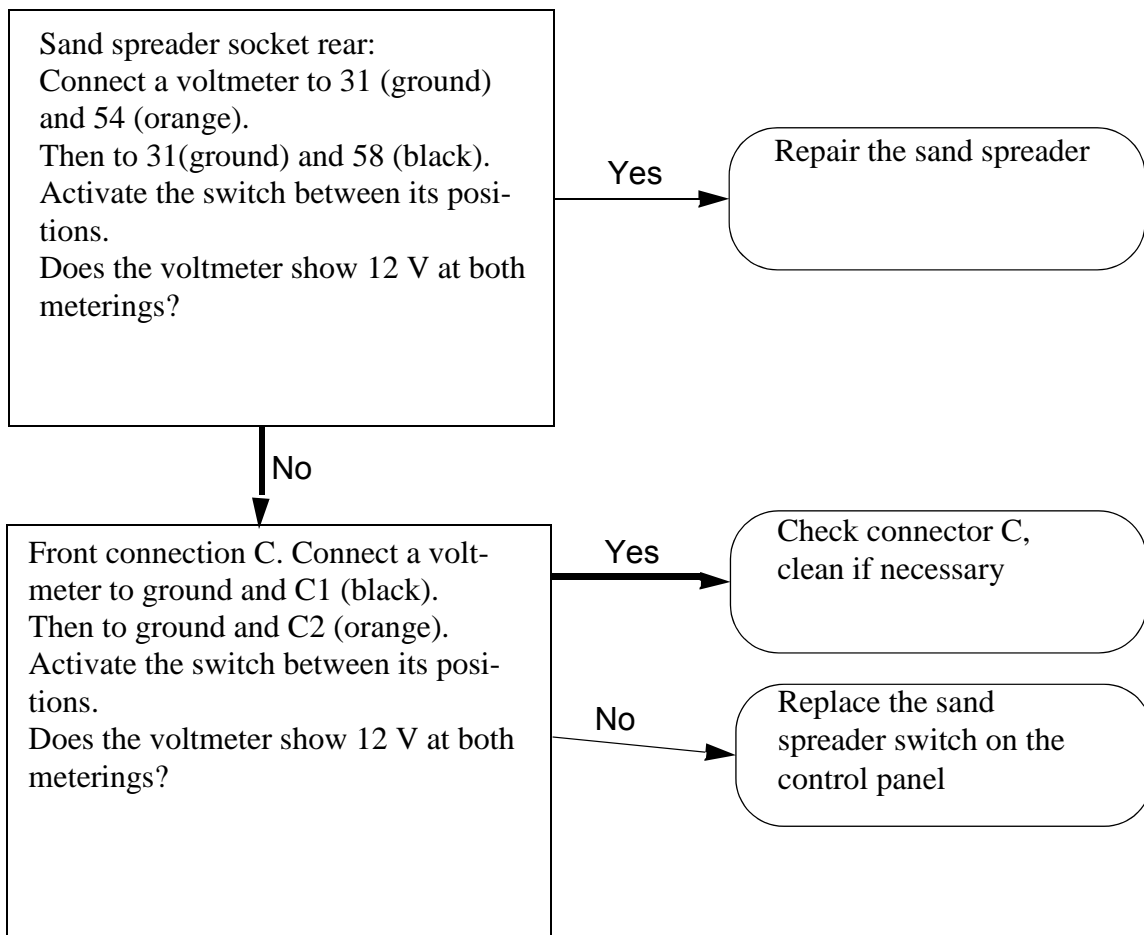 Sand spreader socket rear:
Connect a voltmeter to 31 (ground)
and 54 (orange).
Then to 31(ground) and 58 (black).
Activate the switch between its posi-
tions.
Does the voltmeter show 12 V at both
meterings?
Yes
Repair the sand spreader
No
Front connection C. Connect a volt-
meter to ground and C1 (black).
Then to ground and C2 (orange).
Activate the switch between its posi-
tions.
Does the voltmeter show 12 V at both
meterings?
Yes
Check connector C,
clean if necessary
No
Replace the sand
spreader switch on the
control panel